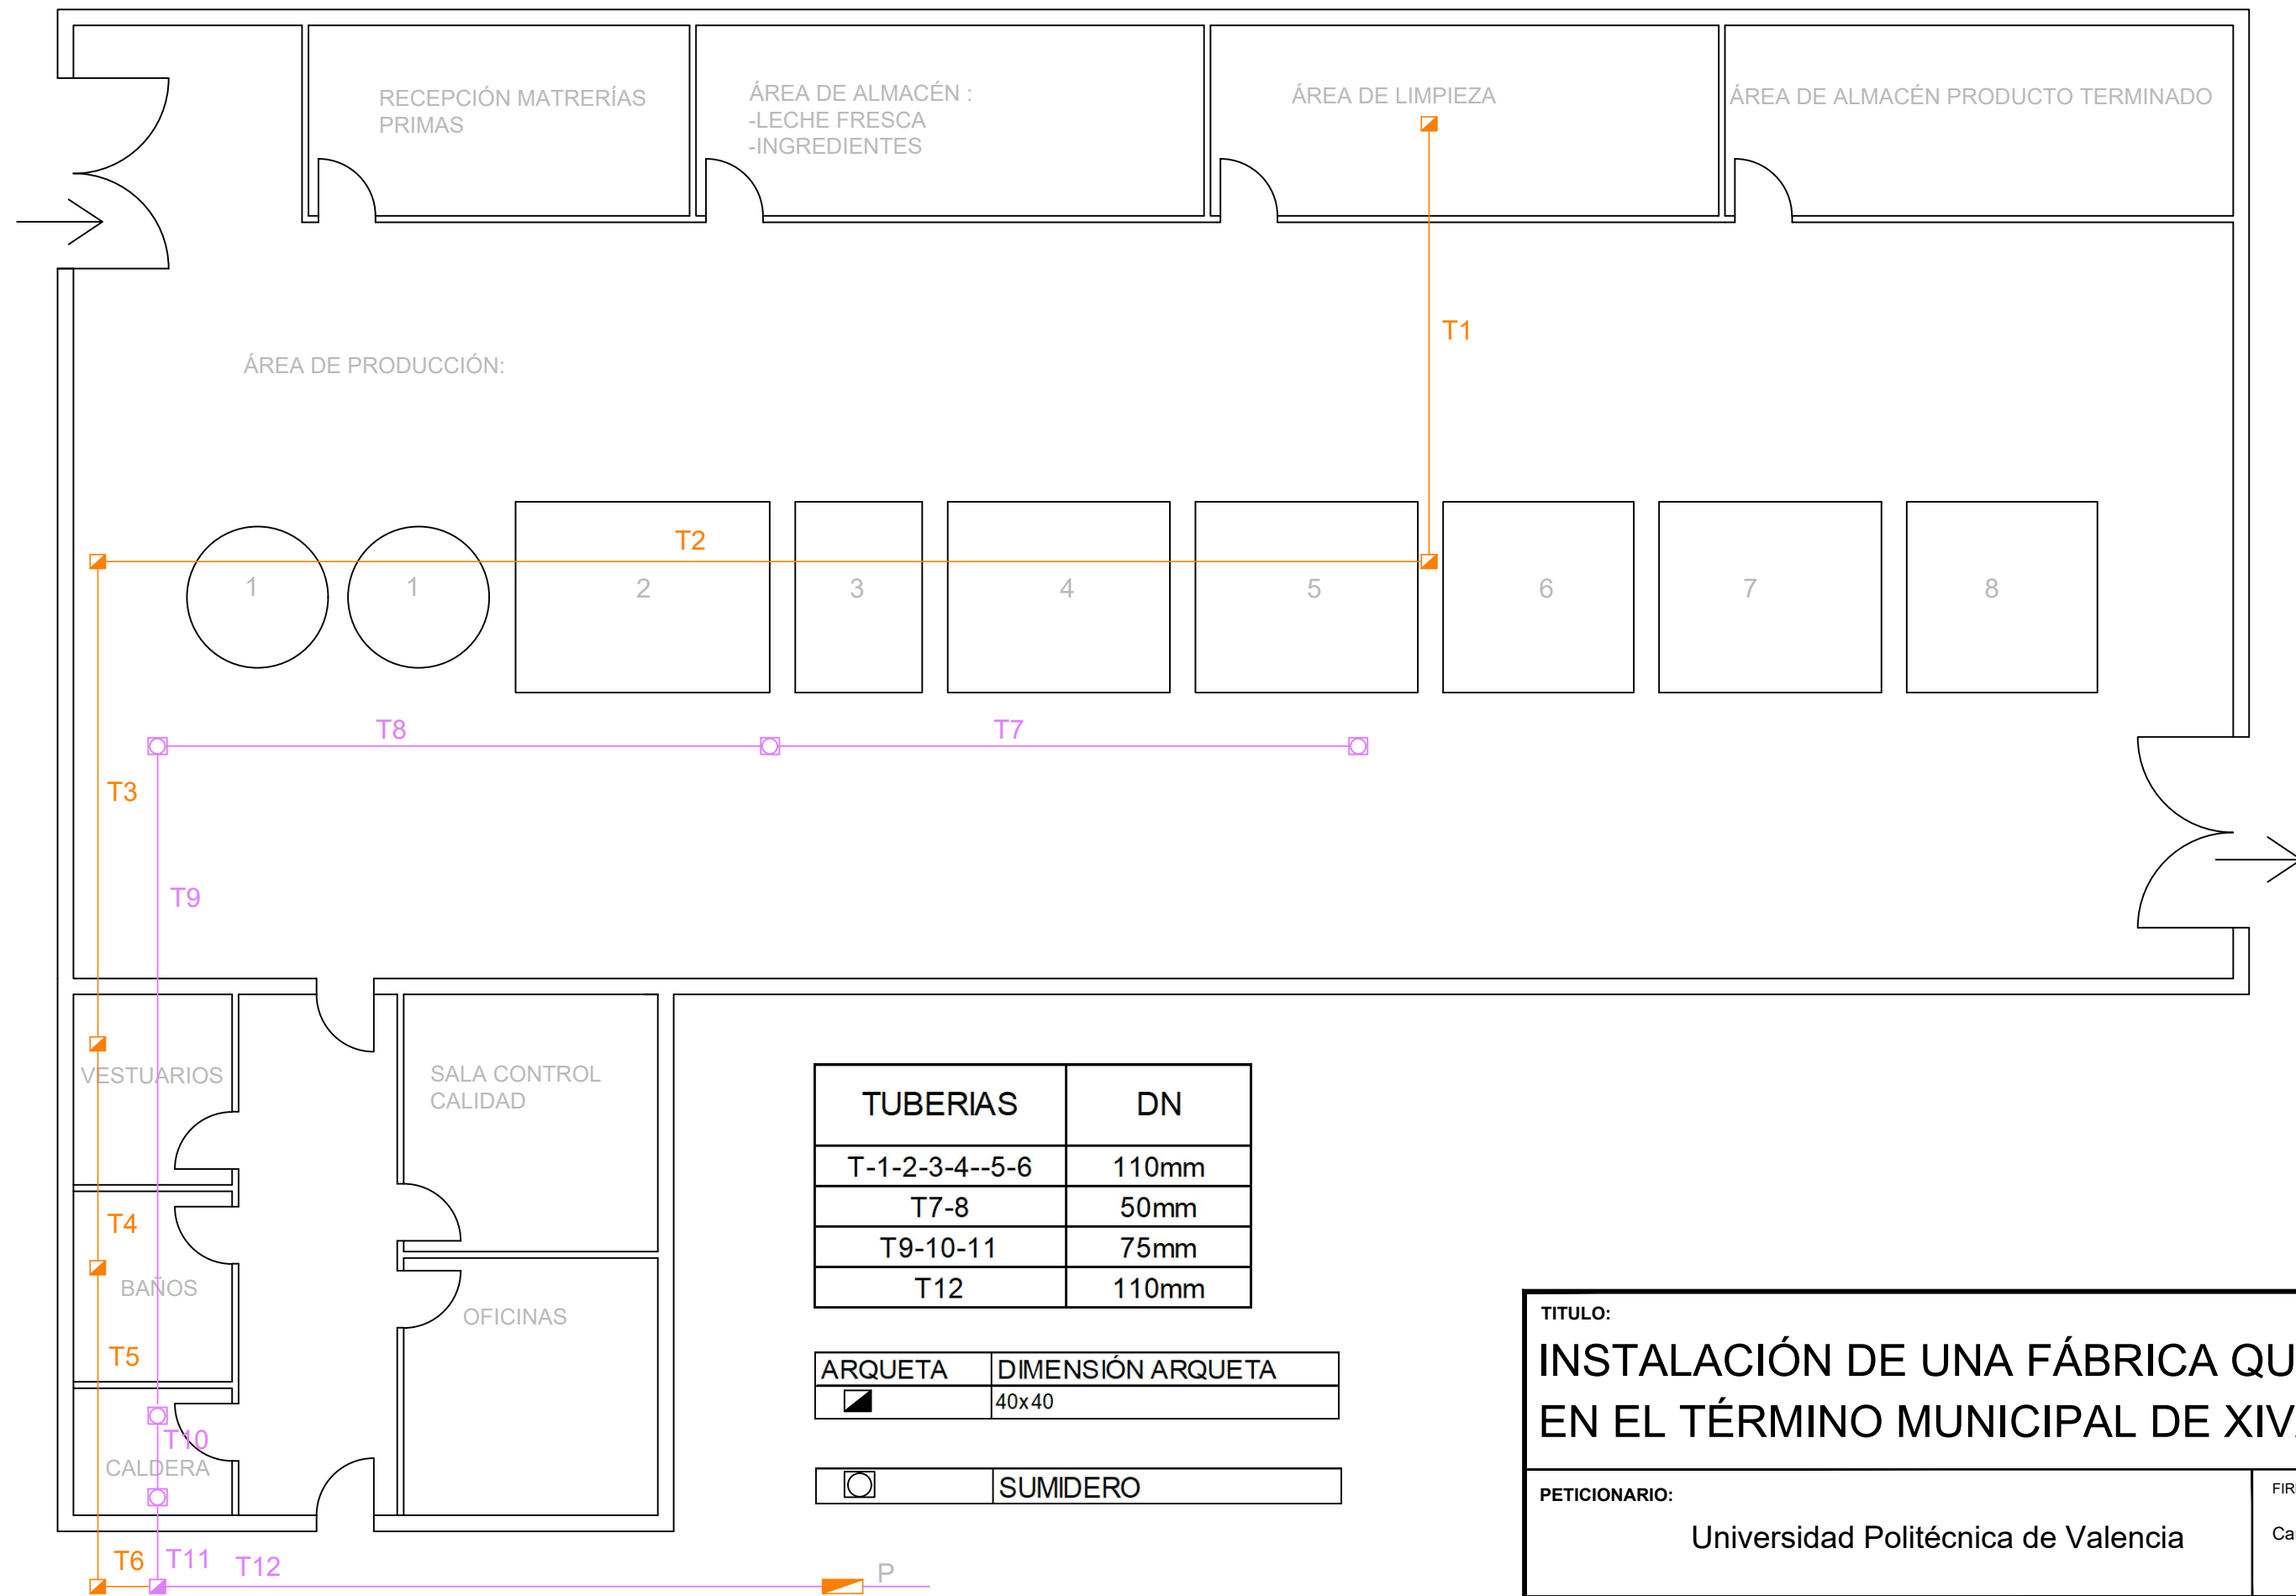 RECEPCIÓN MATRERÍAS
PRIMAS
ÁREA DE ALMACÉN :
-LECHE FRESCA
-INGREDIENTES
ÁREA DE LIMPIEZA
ÁREA DE ALMACÉN PRODUCTO TERMINADO
T1
ÁREA DE PRODUCCIÓN:
T2
1
1
2
3
4
5
6
7
8
T8
T7
T3
T9
VESTUARIOS
SALA CONTROL
CALIDAD
T4
BAÑOS
OFICINAS
T5
T10
CALDERA
T6
T11
T12
P
TUBERIAS DN
T-1-2-3-4--5-6 110mm
T7-8 50mm
T9-10-11 75mm
T12 110mm
ARQUETA DIMENSIÓN ARQUETA
40x40
SUMIDERO
TITULO:
INSTALACIÓN DE UNA FÁBRICA QU
EN EL TÉRMINO MUNICIPAL DE XIV
PETICIONARIO:
Universidad Politécnica de Valencia
FIR
Ca